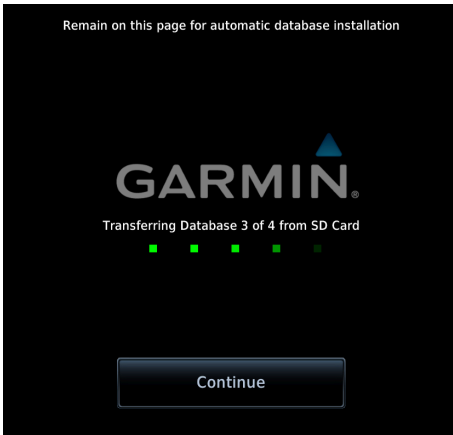 Remain on this page for automatic database installation
GARMIN®
Transferring Database 3 of 4 from SD Card
Continue